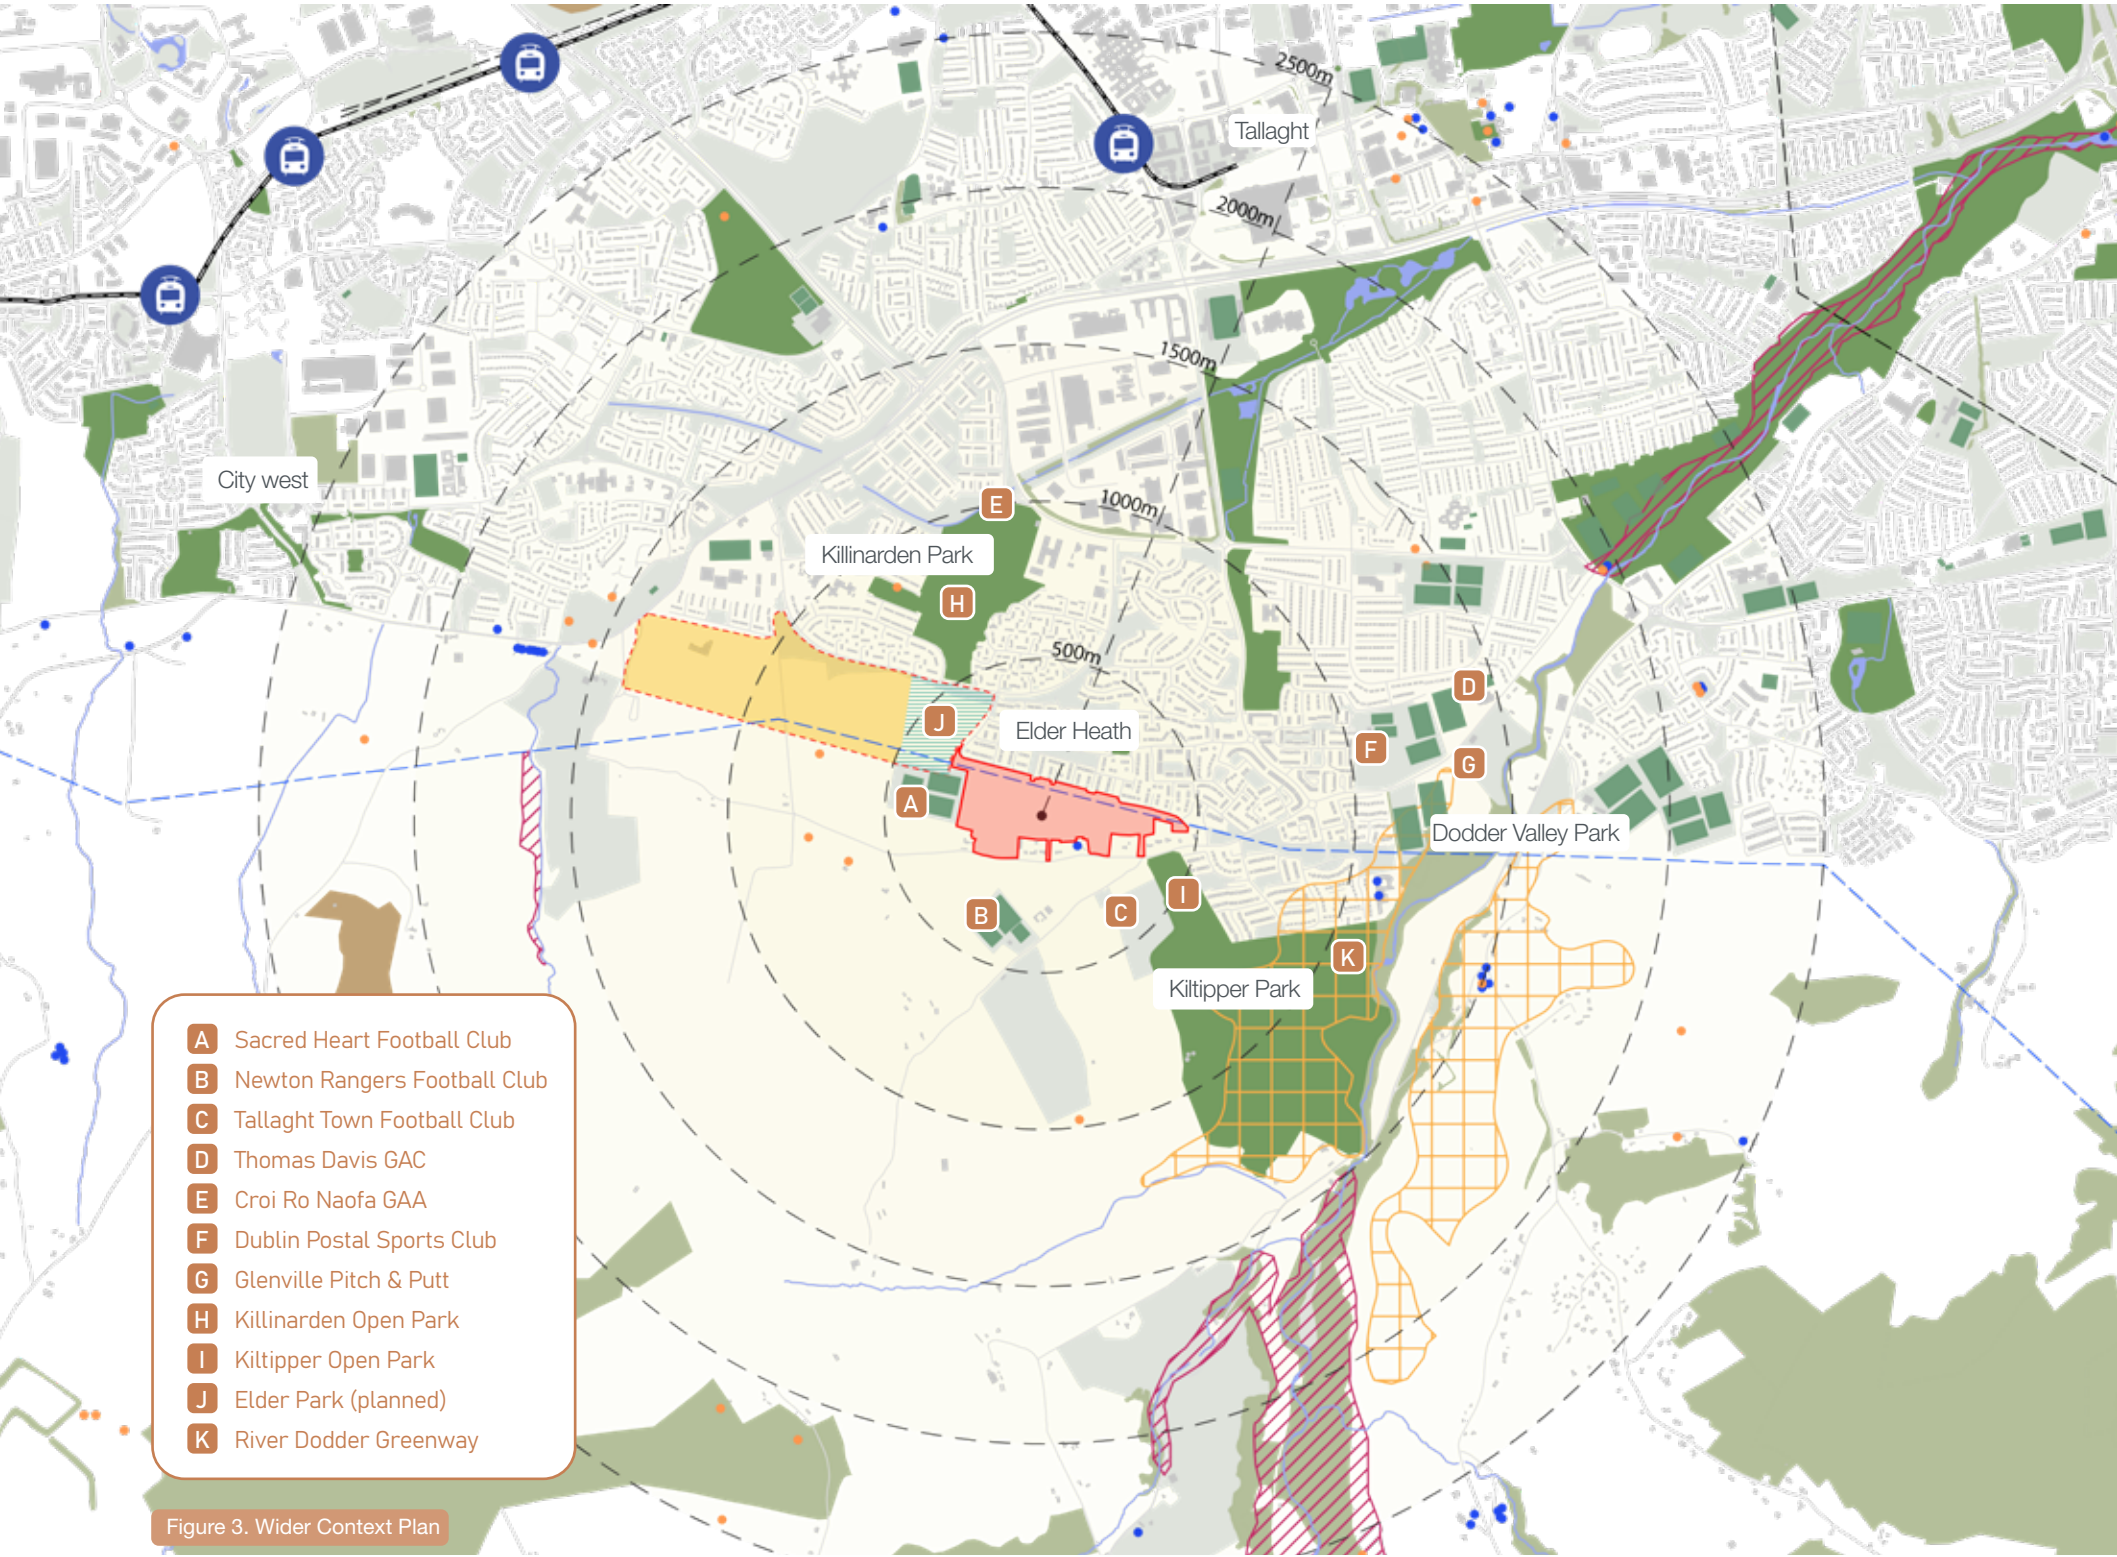 2500m
Tallaght
2000m
1500m
City west
E
1000m
Killinarden Park
H
500m
D
J
Elder Heath
F
G
A
Dodder Valley Park
I
B
C
K
Kiltipper Park
A Sacred Heart Football Club
B Newton Rangers Football Club
C Tallaght Town Football Club
D Thomas Davis GAC
E Croi Ro Naofa GAA
F Dublin Postal Sports Club
G Glenville Pitch & Putt
H Killinarden Open Park
I Kiltipper Open Park
J Elder Park (planned)
K River Dodder Greenway
Figure 3. Wider Context Plan